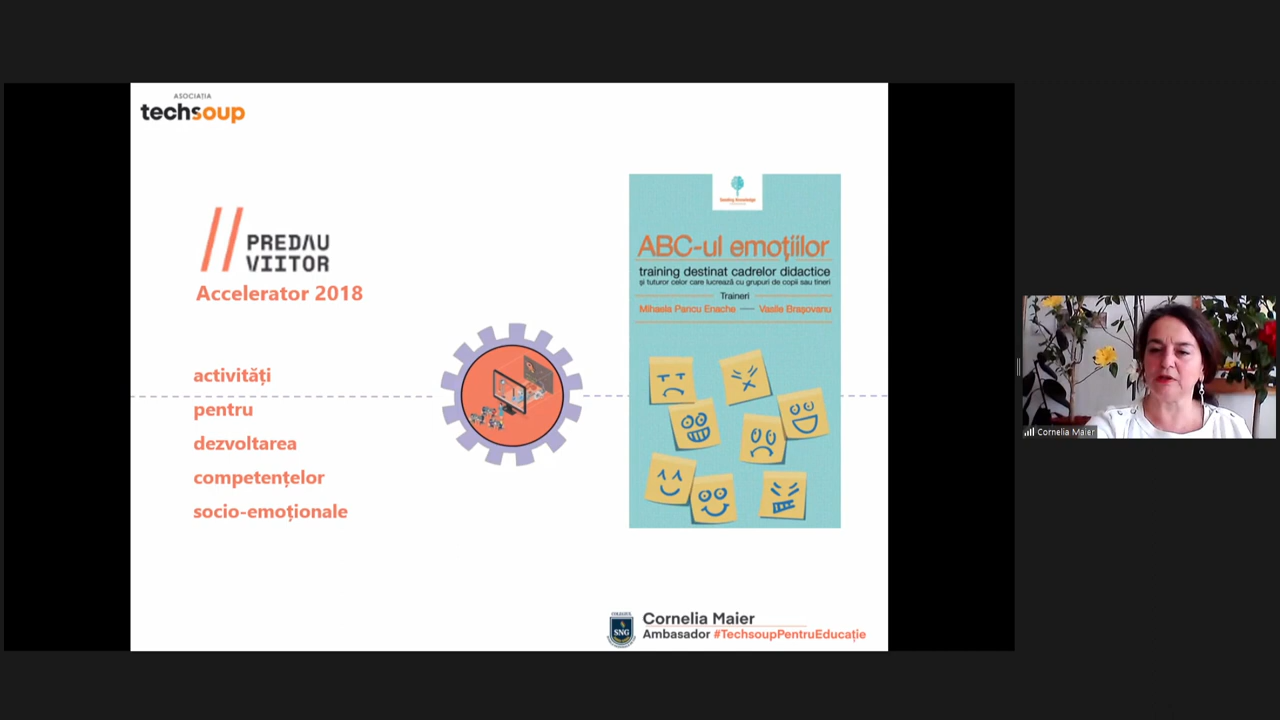 ASOCIAȚIA
techsoup
PREDAU
VIITOR
Accelerator 2018
activități
pentru
dezvoltarea
competențelor
socio-emoționale
ABC-ul emoțiilor
training destinat cadrelor didactice
și tuturor celor care lucrează cu grupuri de copii sau tineri
Traineri
Mihaela Pancu Enache — Vasile Brașovanu
SNG
Cornelia Maier
Ambasador #TechsoupPentruEducație
Cornelia Maier